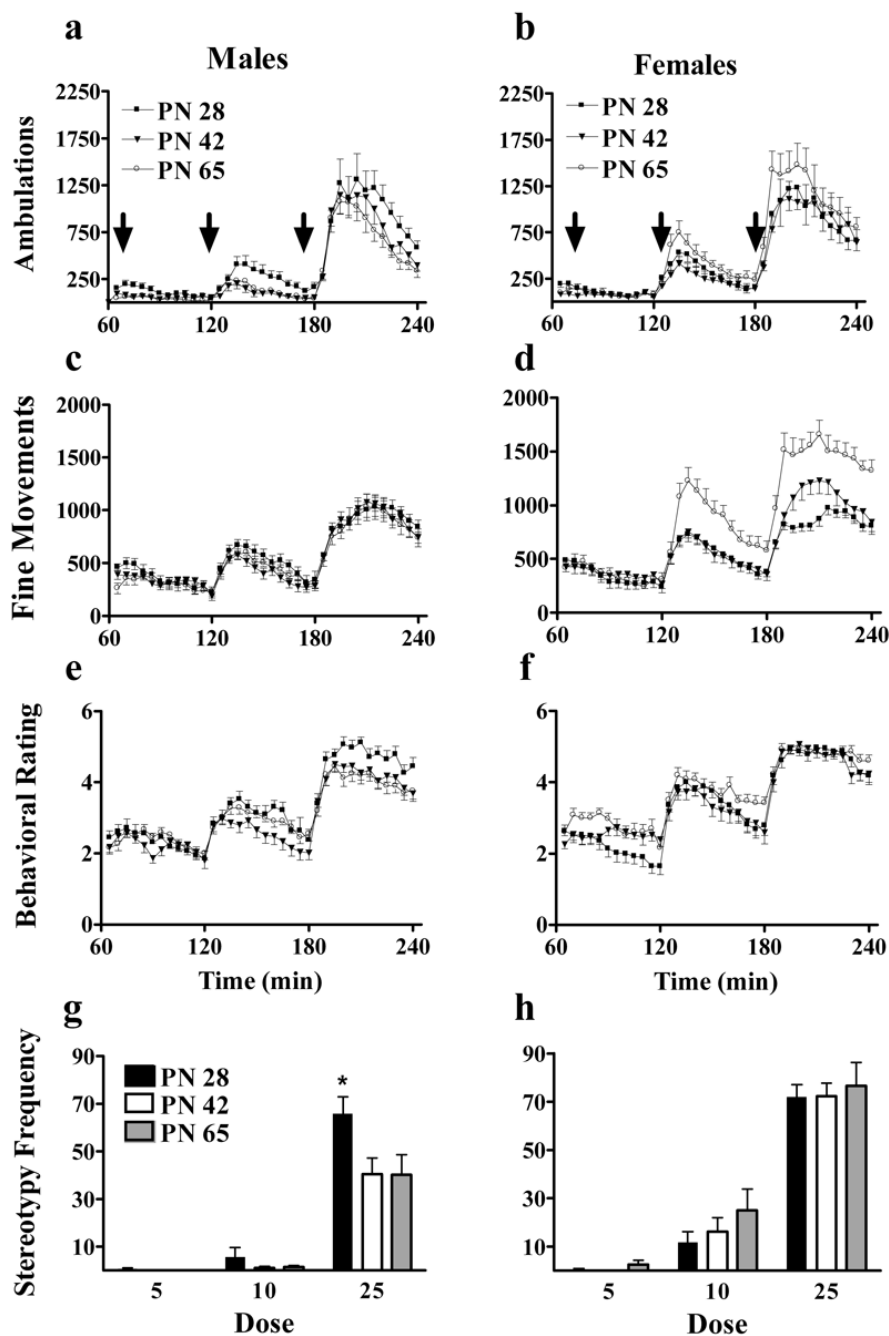 a
b
Males
Females
Ambulations
2250
1750
1250
750
250
PN 28
PN 42
PN 65
60
120
180
240
2250
1750
1250
750
250
PN 28
PN 42
PN 65
60
120
180
240
c
d
Fine Movements
2000
1500
1000
500
0
60
120
180
240
2000
1500
1000
500
0
60
120
180
240
e
f
Behavioral Rating
6
4
2
0
60
120
180
240
Time (min)
6
4
2
0
60
120
180
240
Time (min)
g
h
Stereotypy Frequency
90
70
50
30
10
PN 28
PN 42
PN 65
*
5
10
25
Dose
90
70
50
30
10
5
10
25
Dose